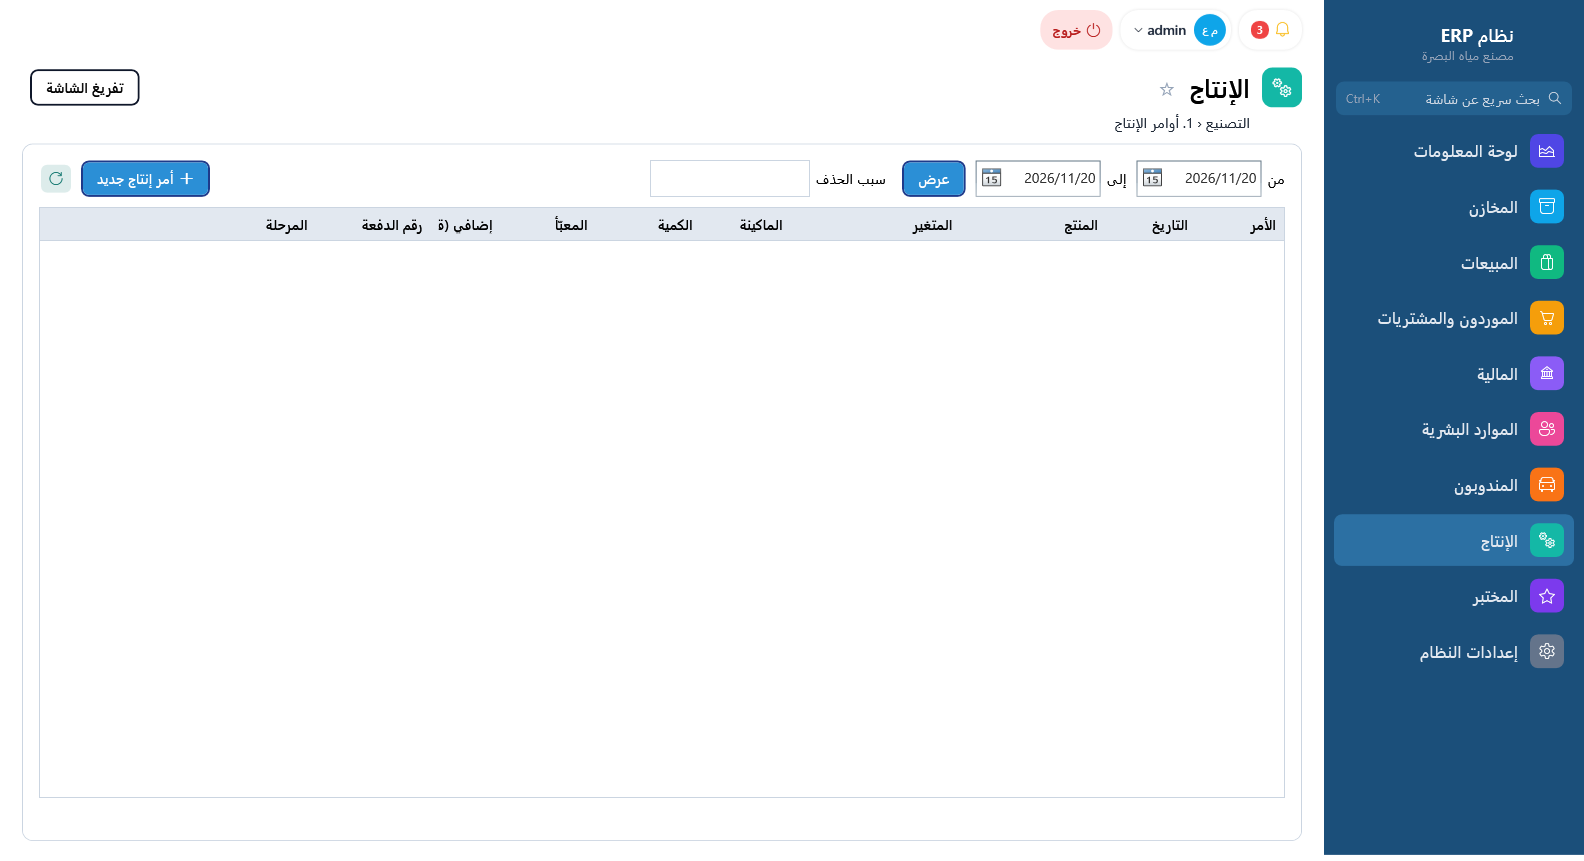 نظام ERP
مصنع مياه البصرة
بحث سريع عن شاشة Ctrl+K
لوحة المعلومات
المخازن
المبيعات
الموردون والمشتريات
المالية
الموارد البشرية
المندوبون
الإنتاج
المختبر
إعدادات النظام
3
م ع admin
خروج
الإنتاج
التصنيع › 1. أوامر الإنتاج
تفريغ الشاشة
من 2026/11/20 15 إلى 2026/11/20 15 عرض سبب الحذف أمر إنتاج جديد
الأمر التاريخ المنتج المتغير الماكينة الكمية المعبّأ إضافي (ق رقم الدفعة المرحلة